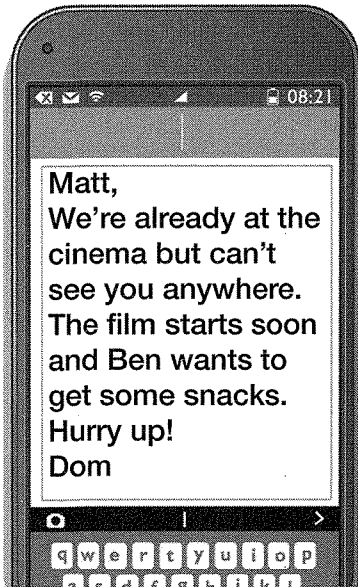 08:21
Matt,
We're already at the
cinema but can't
see you anywhere.
The film starts soon
and Ben wants to
get some snacks.
Hurry up!
Dom
q w e r t y u i o p
a s d f g h j k l